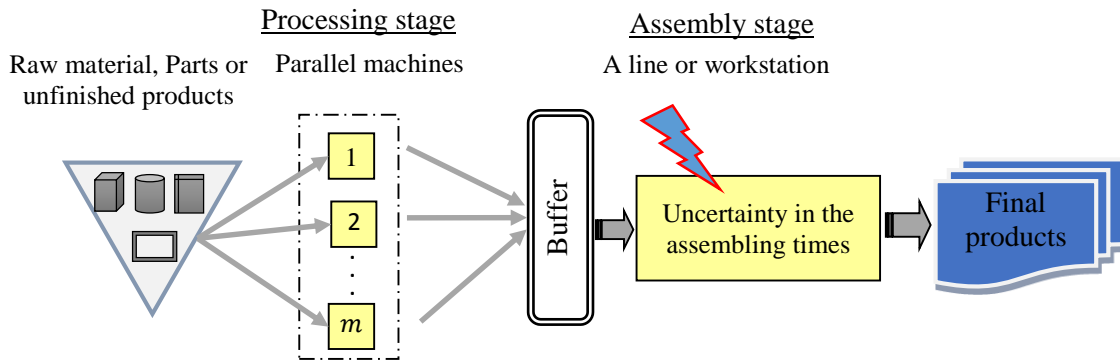 Processing stage
Assembly stage
Raw material, Parts or
unfinished products
Parallel machines
A line or workstation
1
2
m
Buffer
Uncertainty in the
assembling times
Final
products